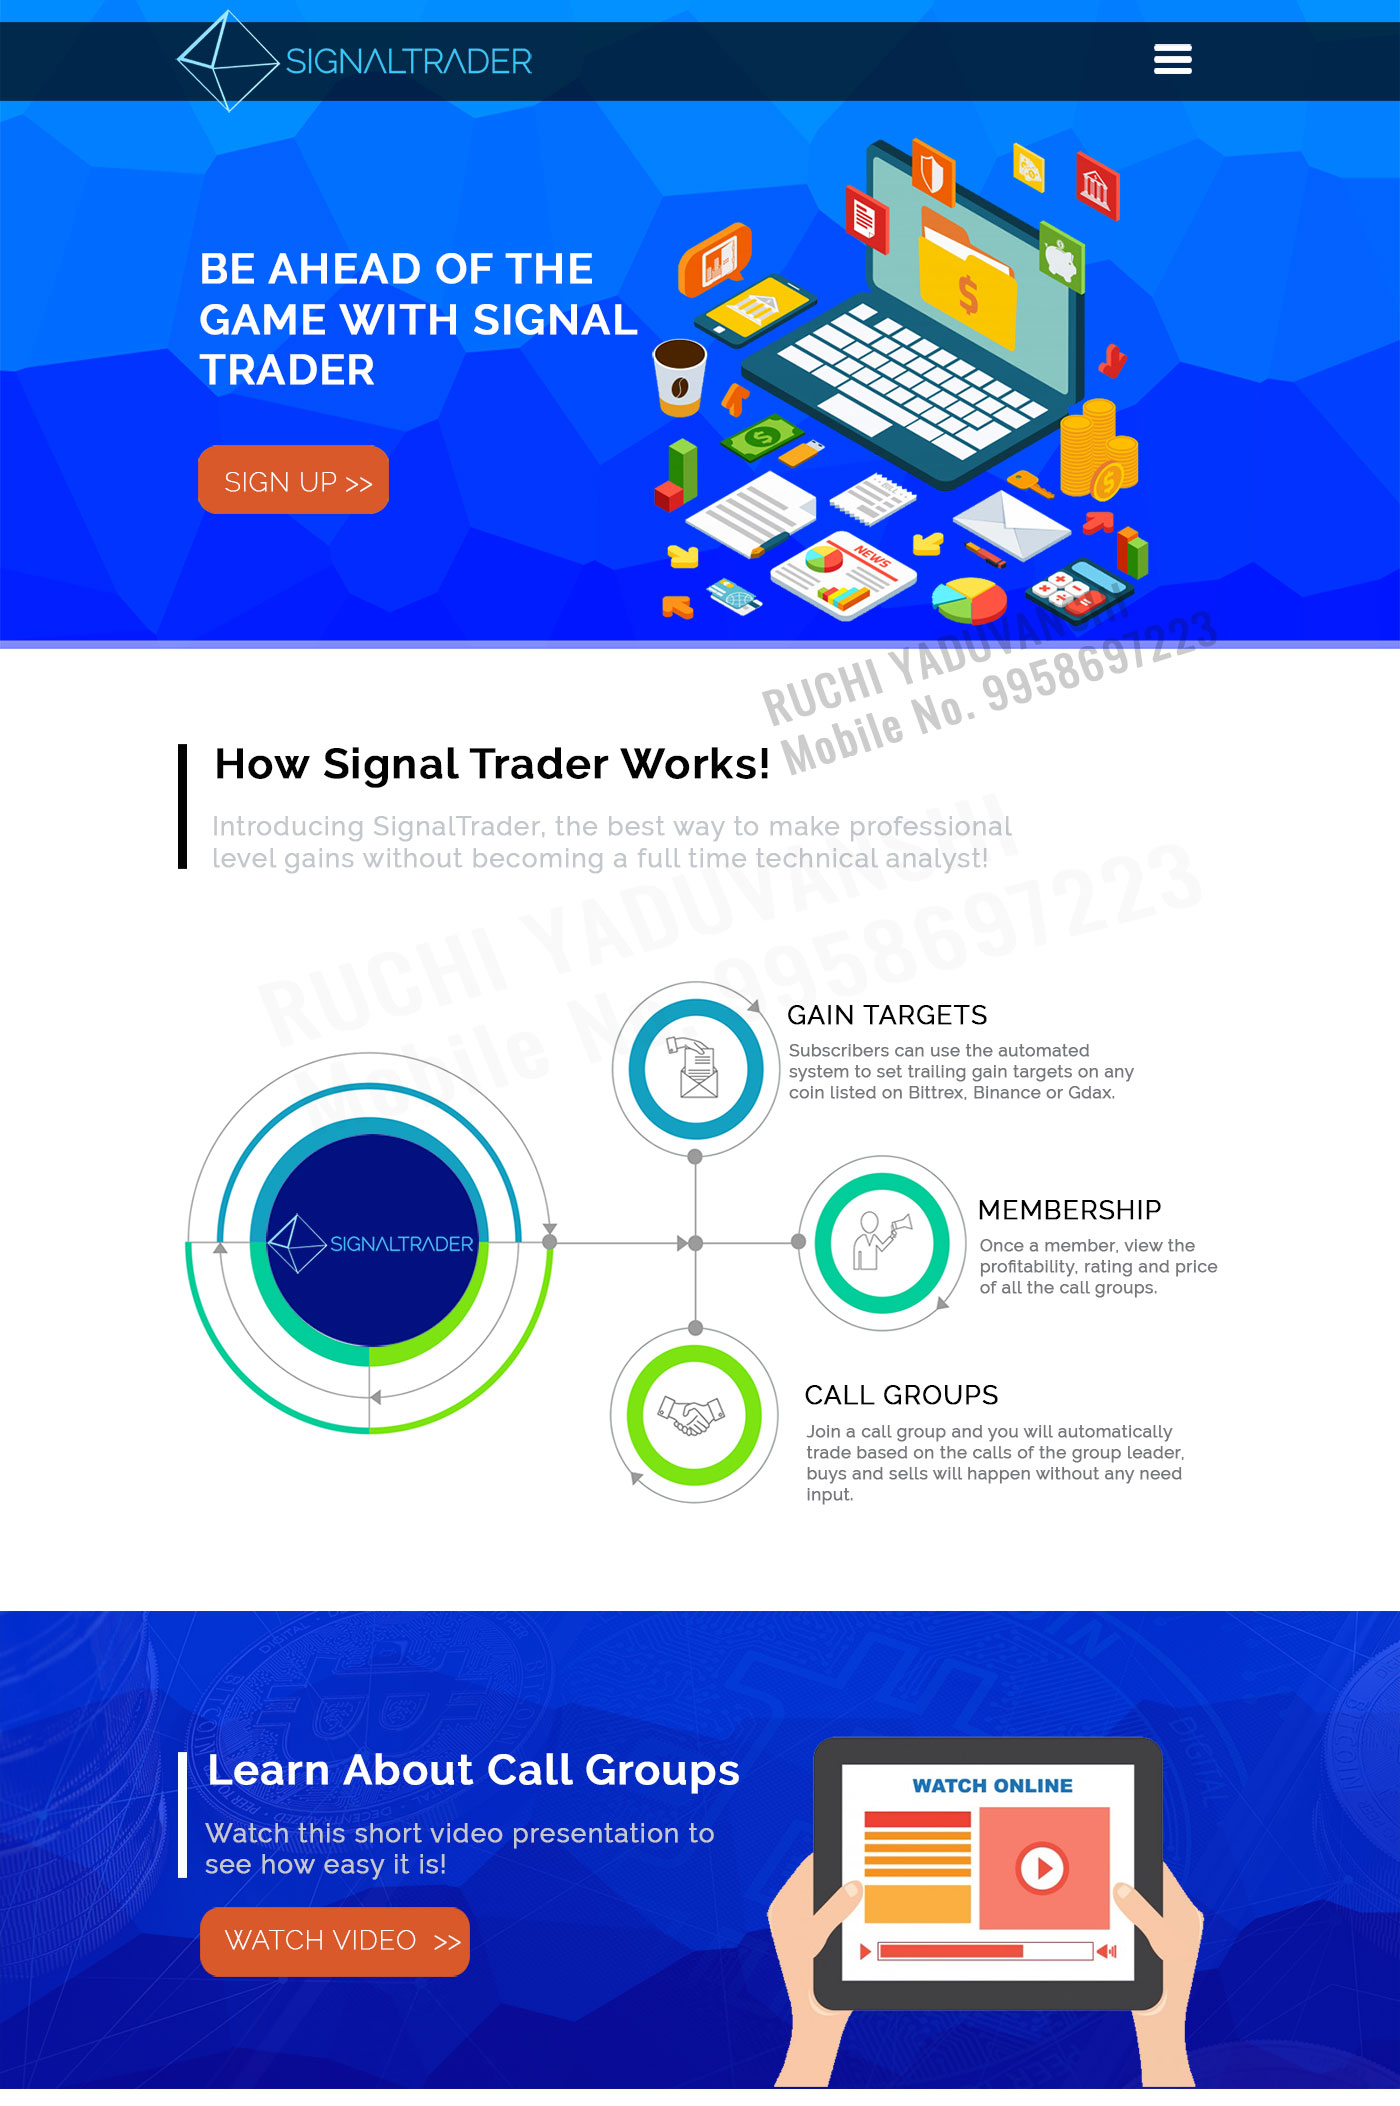 SIGNALTRADER
BE AHEAD OF THE
GAME WITH SIGNAL
TRADER
SIGN UP >>
NEWS
RUCHI YADUVANSHI
Mobile No. 9958697223
How Signal Trader Works!
Introducing SignalTrader, the best way to make professional
level gains without becoming a full time technical analyst!
RUCHI YADUVANSHI
Mobile No. 9958697223
GAIN TARGETS
Subscribers can use the automated
system to set trailing gain targets on any
coin listed on Bittrex, Binance or Gdax.
SIGNALTRADER
MEMBERSHIP
Once a member, view the
profitability, rating and price
of all the call groups.
CALL GROUPS
Join a call group and you will automatically
trade based on the calls of the group leader,
buys and sells will happen without any need
input.
Learn About Call Groups
Watch this short video presentation to
see how easy it is!
WATCH VIDEO >>
WATCH ONLINE